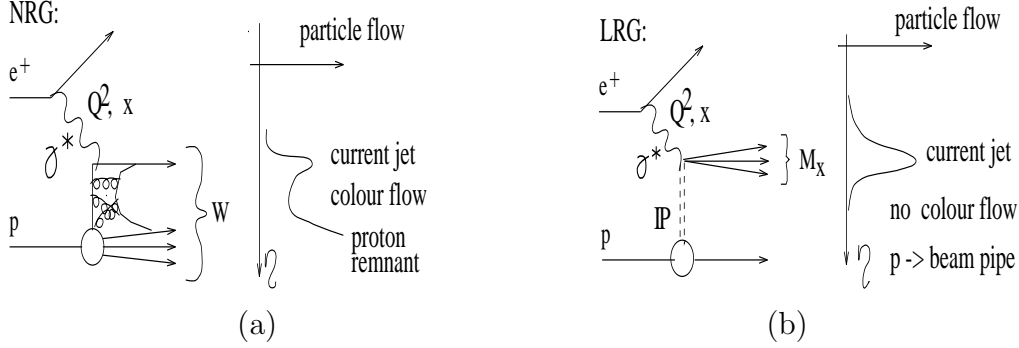 NRG:
e+
Q2, x
γ*
p
W
particle flow
current jet
colour flow
proton
remnant
η
(a)
LRG:
e+
Q2, x
γ*
IP
p
Mx
particle flow
current jet
no colour flow
η
p -> beam pipe
(b)